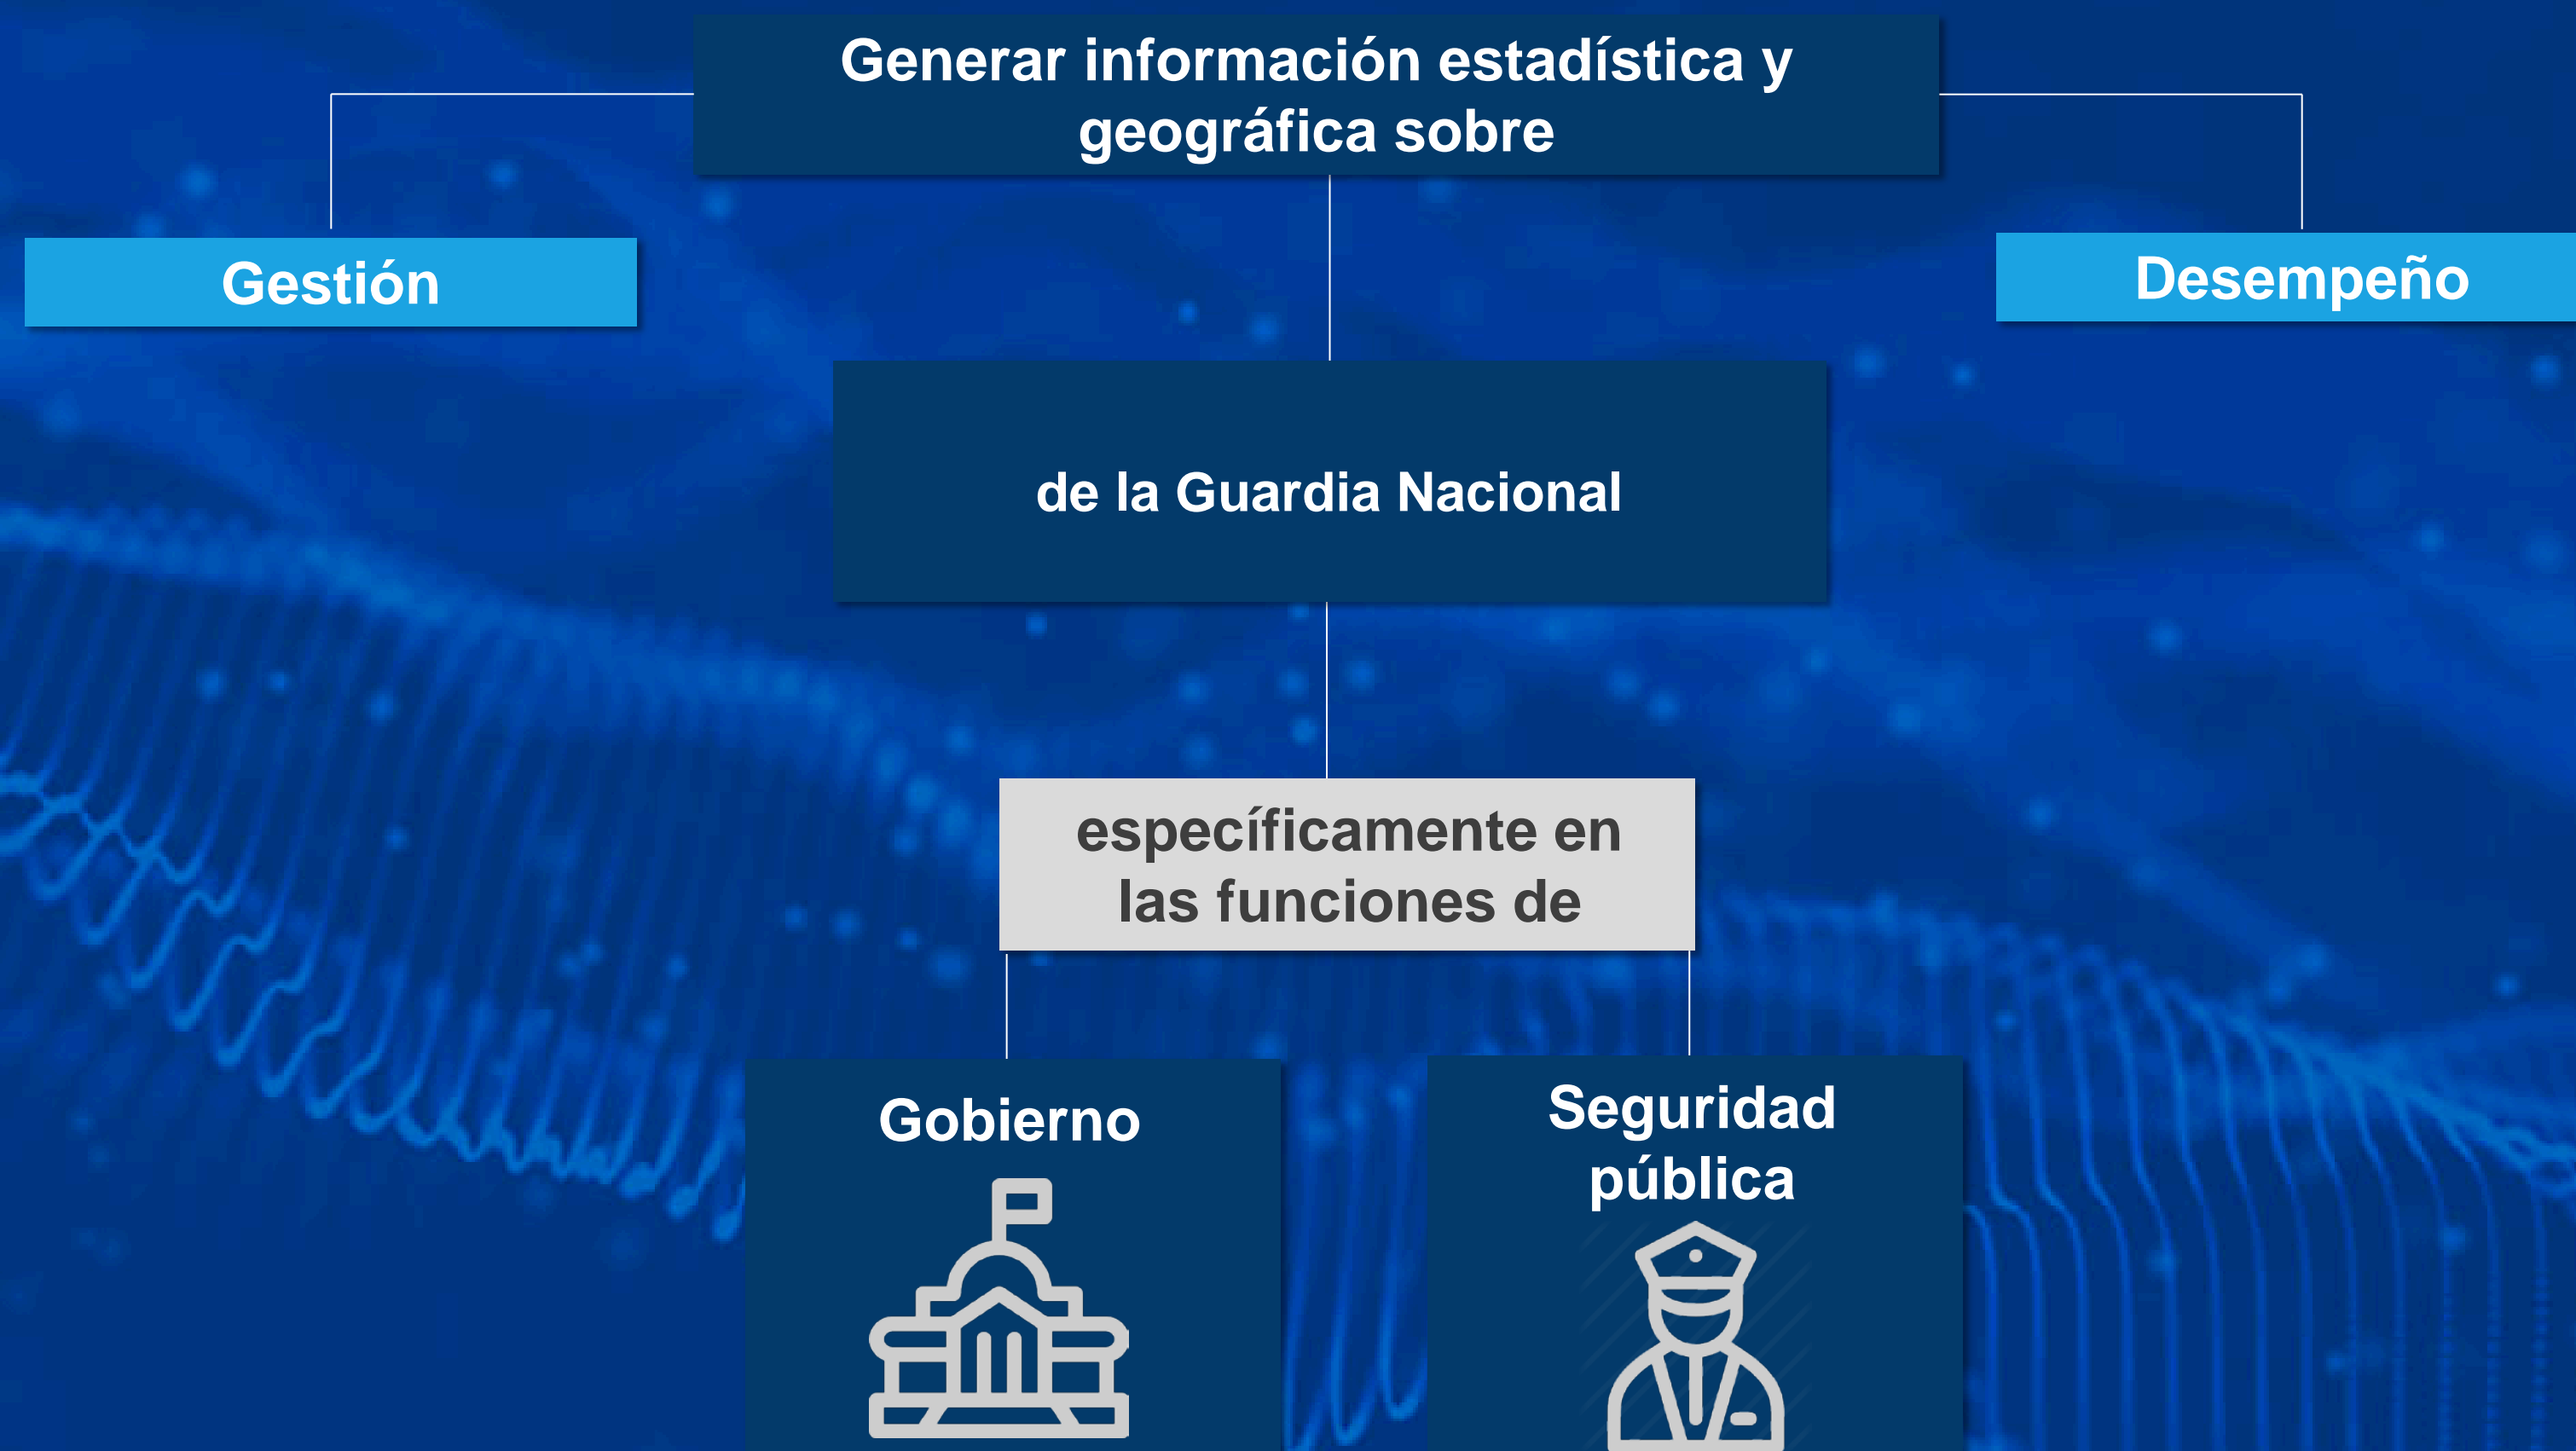 Generar información estadística y
geográfica sobre
Gestión
Desempeño
de la Guardia Nacional
específicamente en
las funciones de
Gobierno
Seguridad
pública